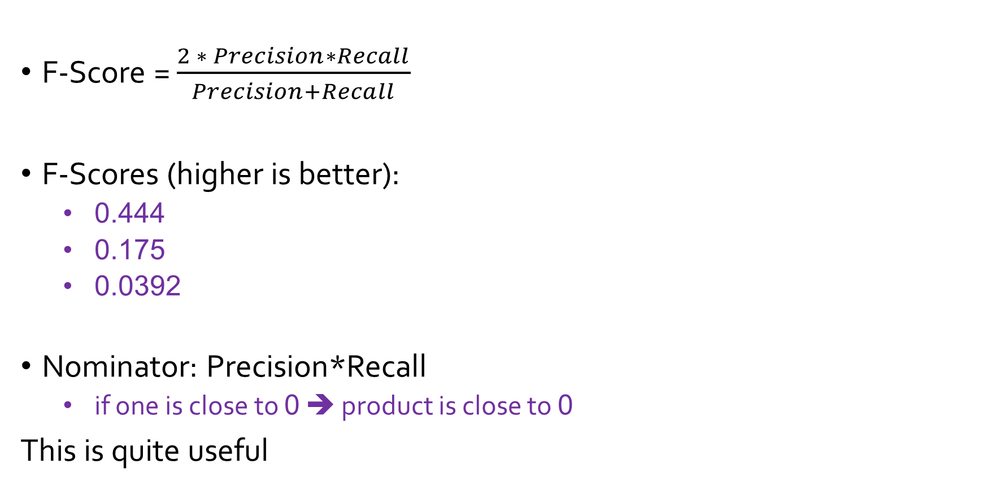 • F-Score = 2 * Precision*Recall
Precision+Recall
• F-Scores (higher is better):
• 0.444
• 0.175
• 0.0392
• Nominator: Precision*Recall
• if one is close to 0 ➔ product is close to 0
This is quite useful